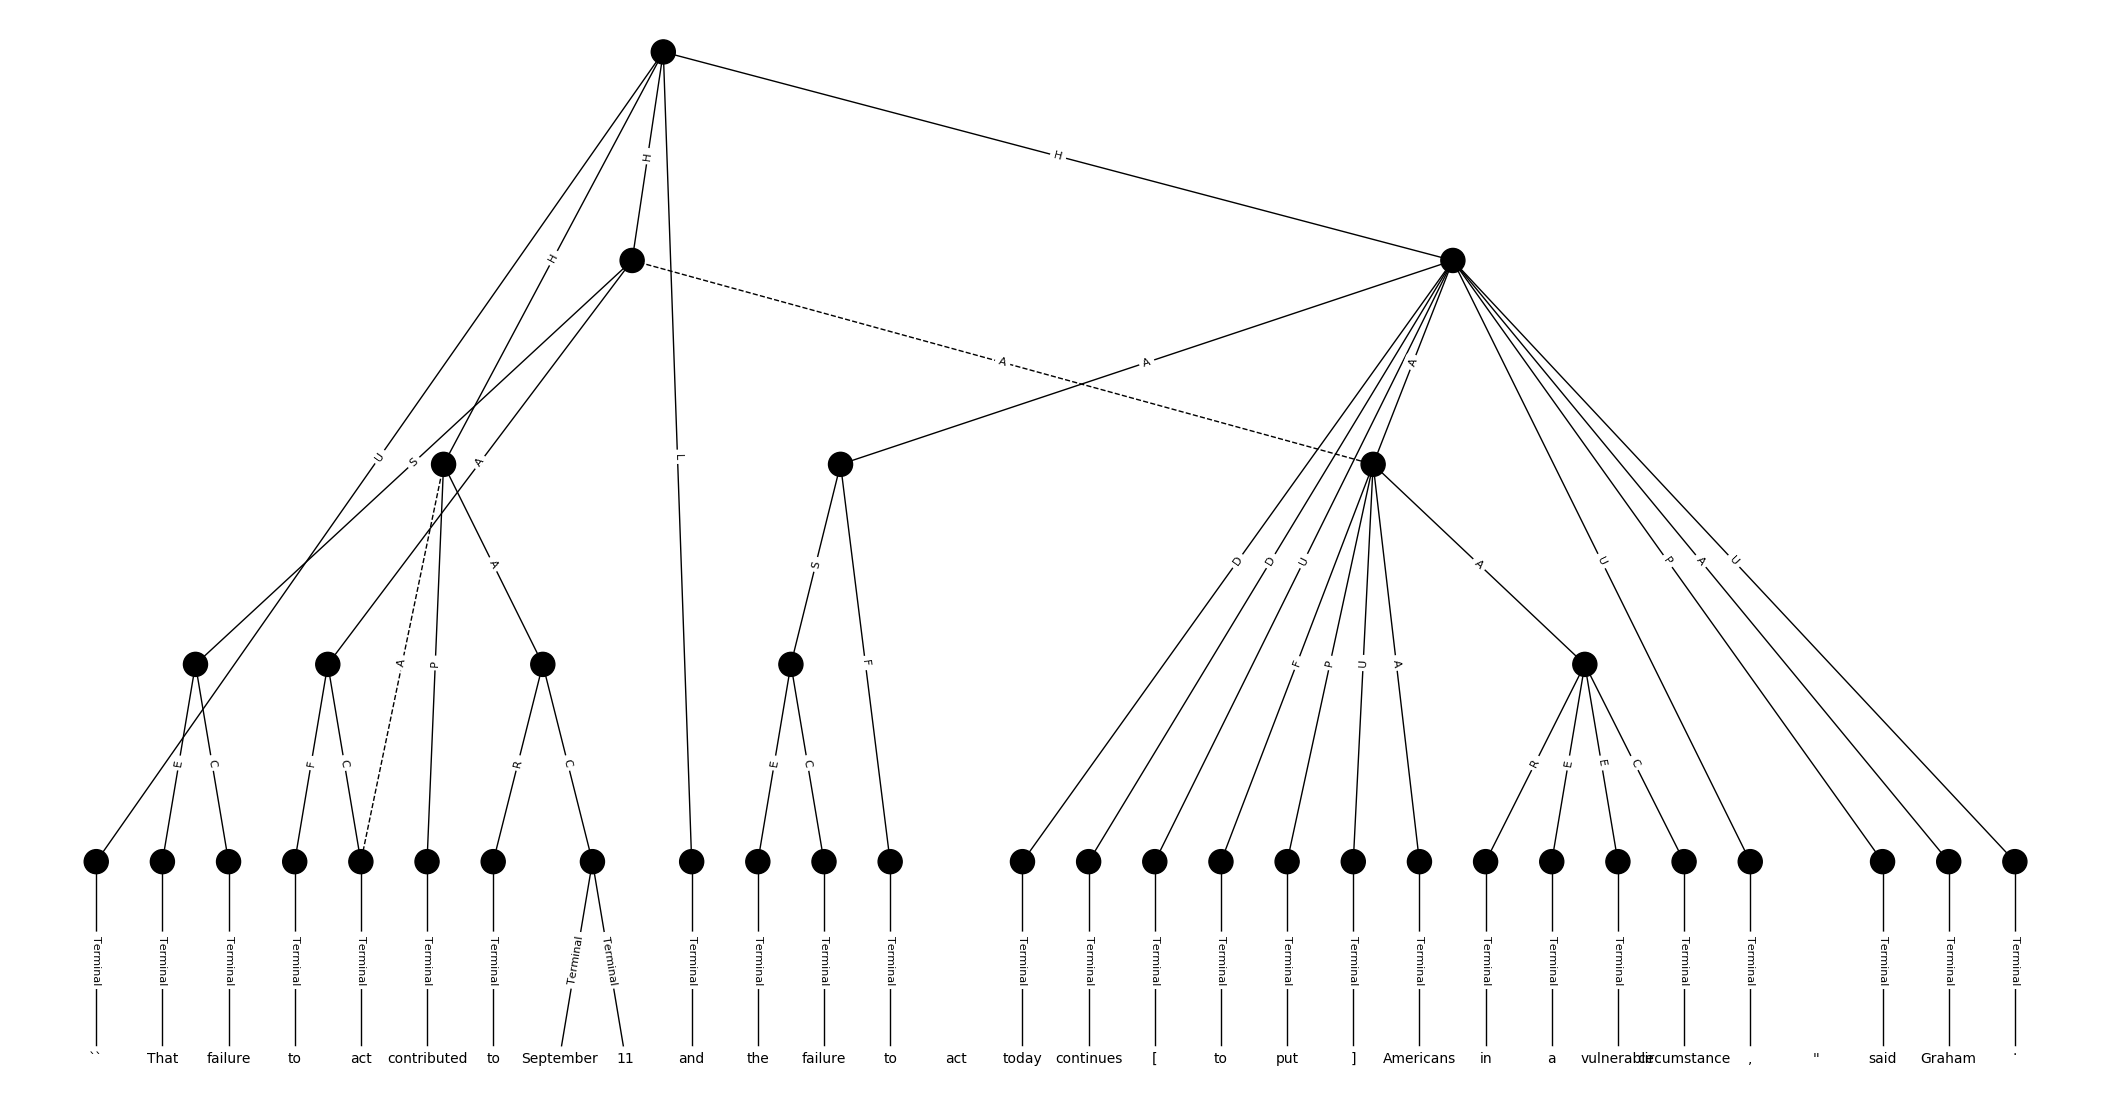 H
H
H
A
A
A
U
S
A
L
S
A
D
D
U
A
U
P
A
U
A
P
F
F
P
U
A
E
C
F
C
R
C
E
C
R
E
E
C
Terminal Terminal Terminal Terminal Terminal Terminal Terminal Terminal Terminal Terminal Terminal Terminal Terminal Terminal Terminal Terminal Terminal Terminal Terminal Terminal Terminal Terminal Terminal Terminal Terminal Terminal Terminal Terminal
`` That failure to act contributed to September 11 and the failure to act today continues [ to put ] Americans in a vulnerable circumstance , " said Graham .